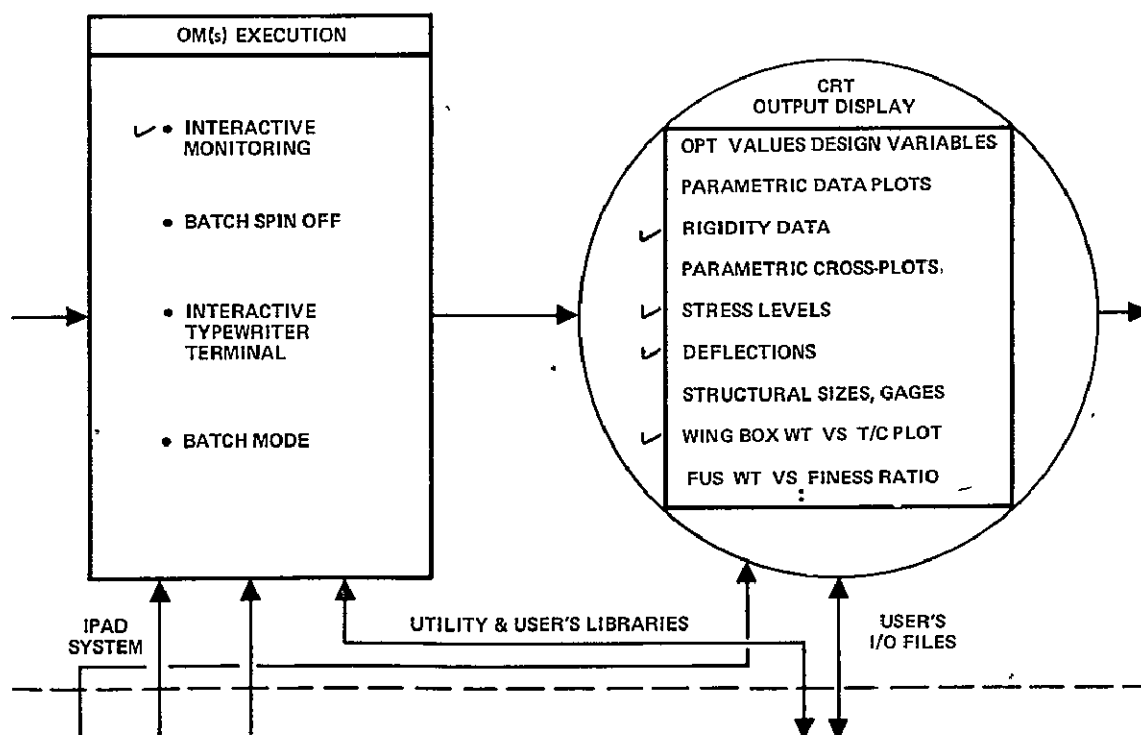 OM(s) EXECUTION
✓ • INTERACTIVE
MONITORING
• BATCH SPIN OFF
• INTERACTIVE
TYPEWRITER
TERMINAL
• BATCH MODE
CRT
OUTPUT DISPLAY
OPT VALUES DESIGN VARIABLES
PARAMETRIC DATA PLOTS
✓ RIGIDITY DATA
PARAMETRIC CROSS-PLOTS
✓ STRESS LEVELS
✓ DEFLECTIONS
STRUCTURAL SIZES, GAGES
✓ WING BOX WT VS T/C PLOT
FUS WT VS FINESS RATIO
:
IPAD
SYSTEM
UTILITY & USER'S LIBRARIES
USER'S
I/O FILES